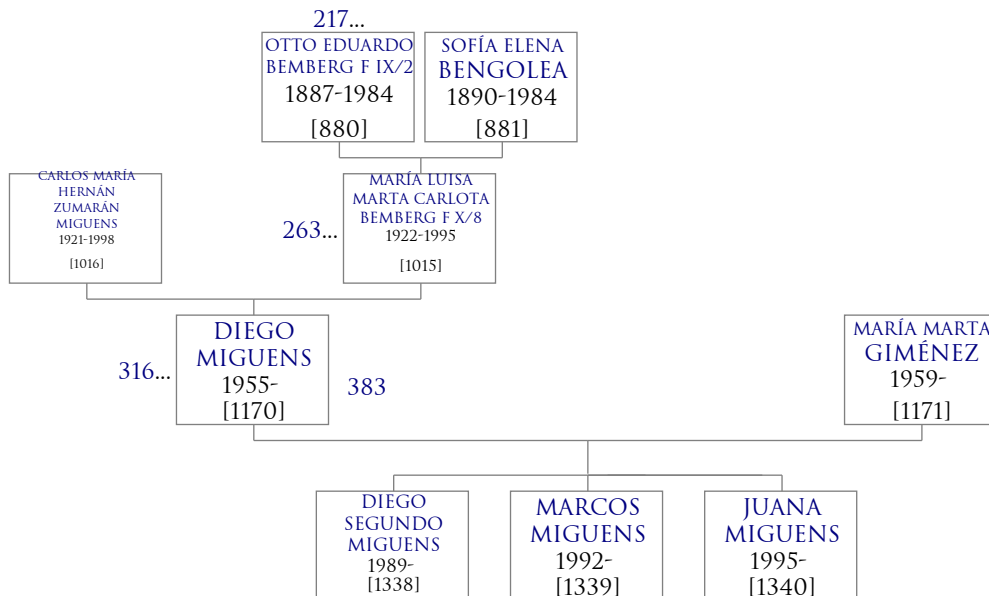 217...
OTTO EDUARDO
BEMBERG F IX/2
1887-1984
[880]
SOFÍA ELENA
BENGOLEA
1890-1984
[881]
CARLOS MARÍA
HERNÁN
ZUMARÁN
MIGUENS
1921-1998
[1016]
263...
MARÍA LUISA
MARTA CARLOTA
BEMBERG F X/8
1922-1995
[1015]
316...
DIEGO
MIGUENS
1955-
[1170]
383
MARÍA MARTA
GIMÉNEZ
1959-
[1171]
DIEGO
SEGUNDO
MIGUENS
1989-
[1338]
MARCOS
MIGUENS
1992-
[1339]
JUANA
MIGUENS
1995-
[1340]